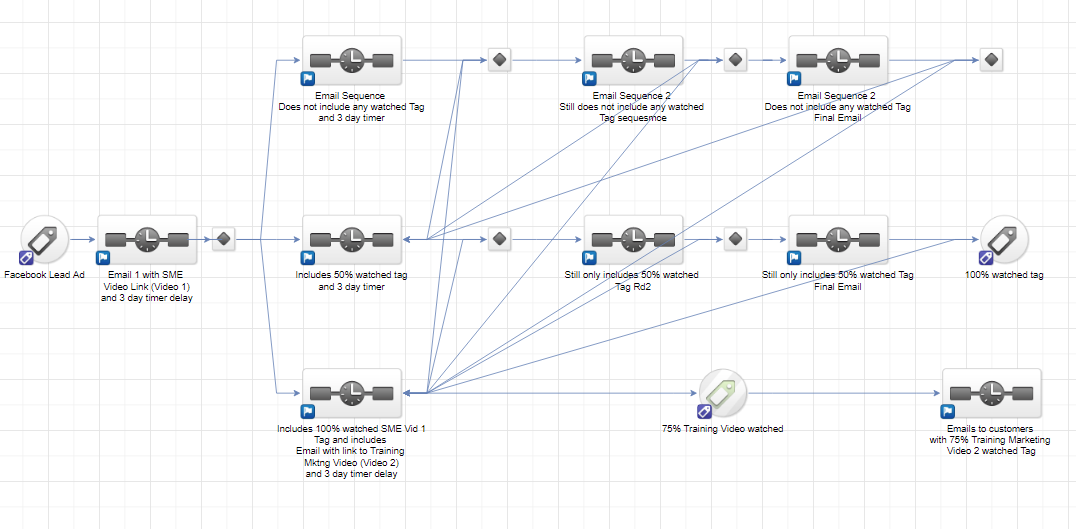 Email Sequence
Does not include any watched Tag
and 3 day timer
Email Sequence 2
Still does not include any watched
Tag sequesmce
Email Sequence 2
Does not include any watched Tag
Final Email
Facebook Lead Ad
Email 1 with SME
Video Link (Video 1)
and 3 day timer delay
Includes 50% watched tag
and 3 day timer
Still only includes 50% watched
Tag Rd2
Still only includes 50% watched Tag
Final Email
100% watched tag
Includes 100% watched SME Vid 1
Tag and includes
Email with link to Training
Mktng Video (Video 2)
and 3 day timer delay
75% Training Video watched
Emails to customers
with 75% Training Marketing
Video 2 watched Tag